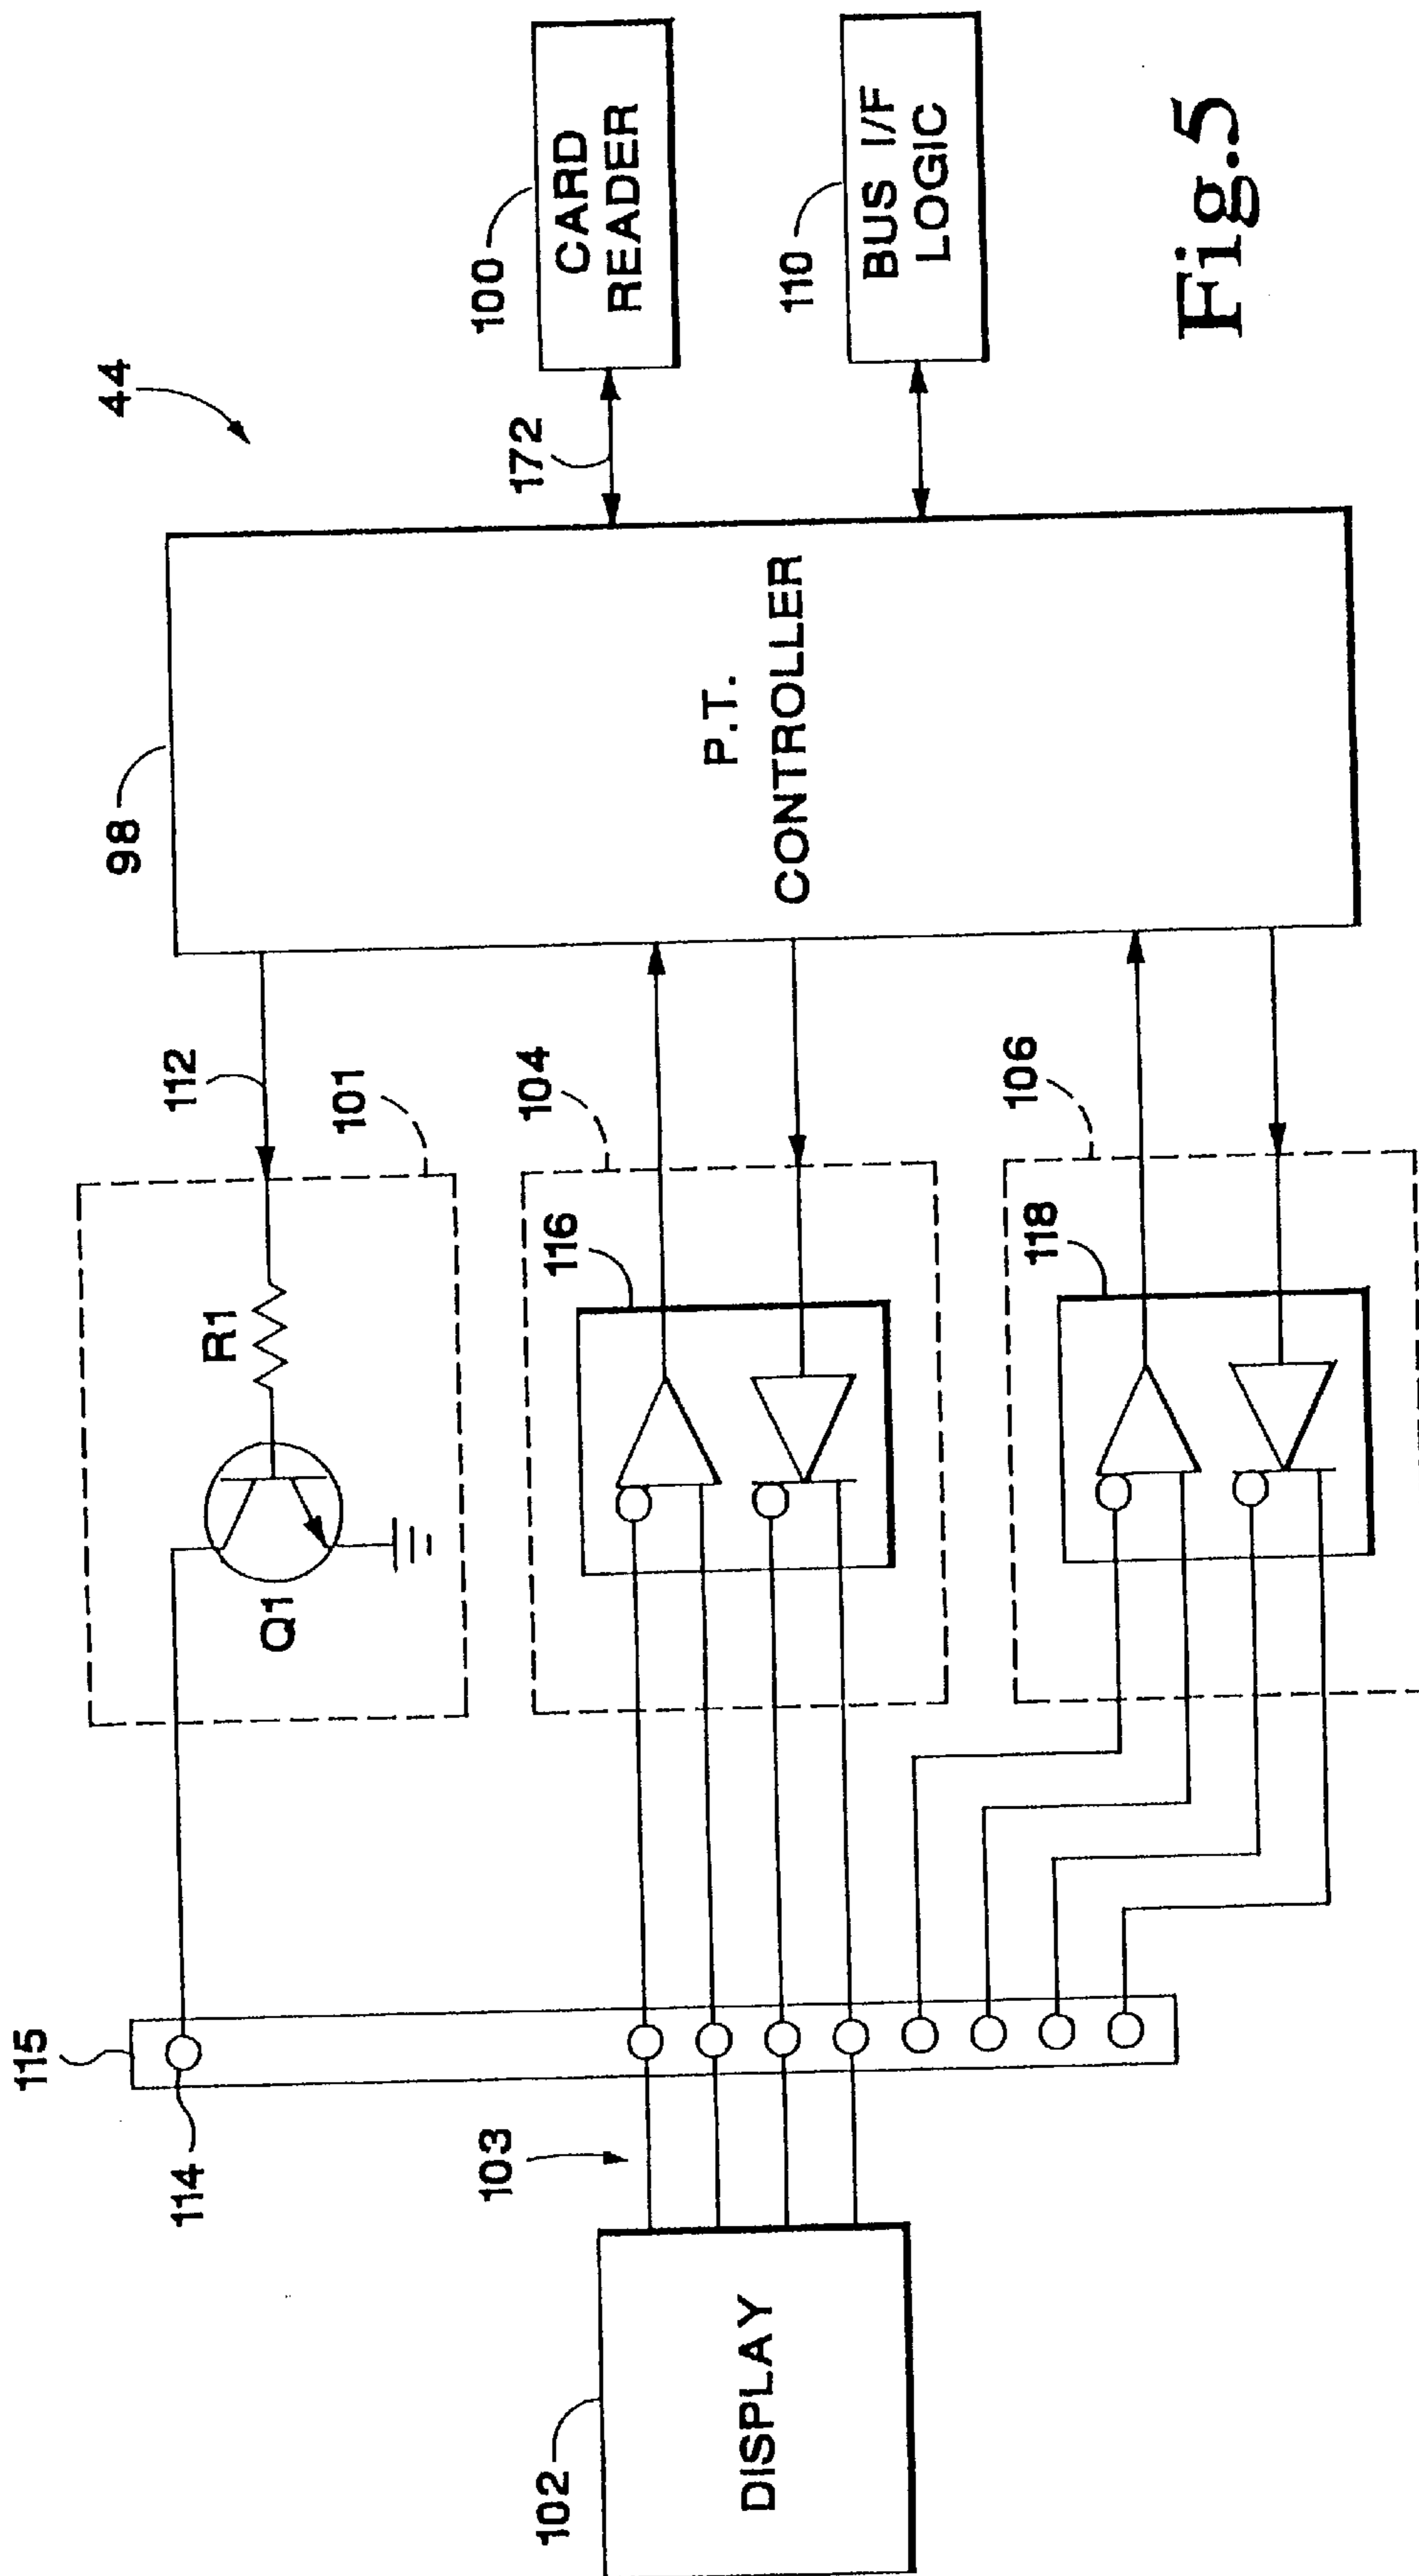 44
98
112
101
R1
Q1
115
114
100
CARD
READER
172
P.T.
CONTROLLER
110
BUS I/F
LOGIC
104
116
103
106
118
102
DISPLAY
Fig.5